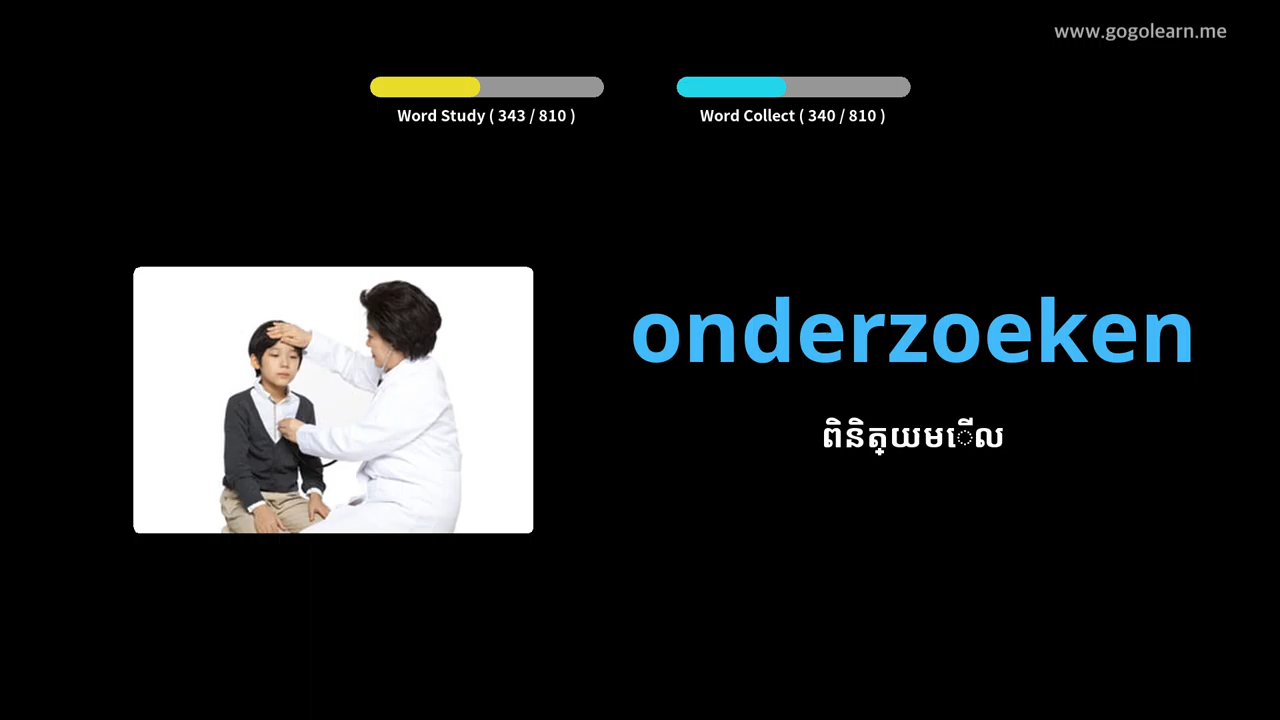 www.gogolearn.me
Word Study ( 343 / 810 )
Word Collect ( 340 / 810 )
onderzoeken
ពិនិត្យមើល